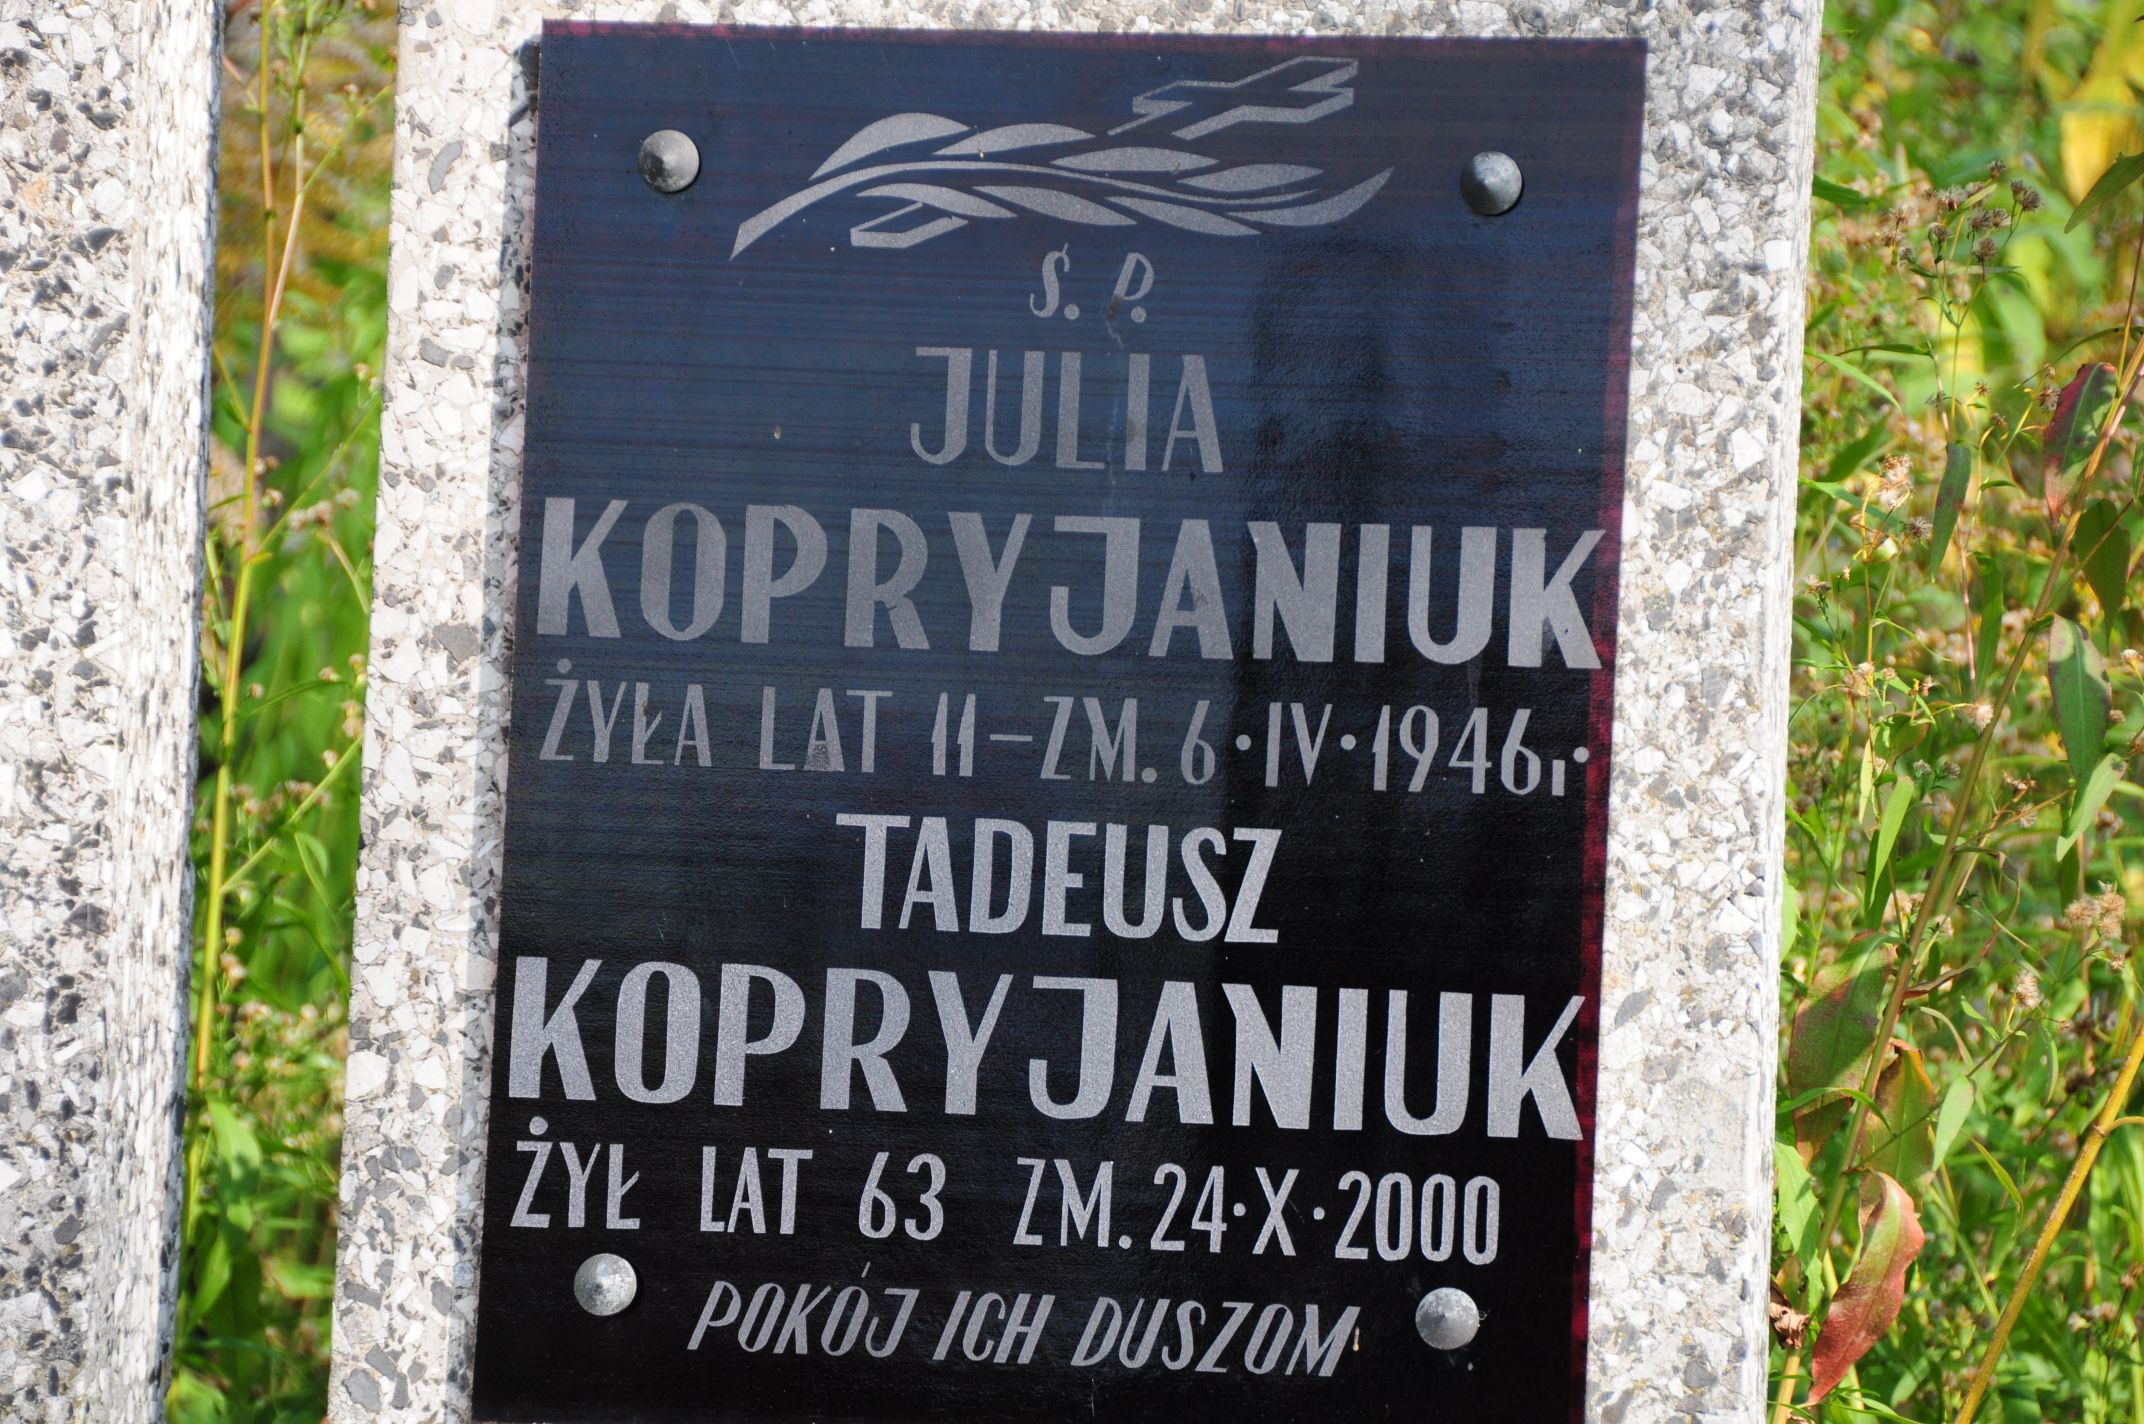 Ś. P.
JULIA
KOPRYJANIUK
ŻYŁA LAT 11 – ZM. 6·IV·1946r.
TADEUSZ
KOPRYJANIUK
ŻYŁ LAT 63 ZM. 24·X·2000
POKÓJ ICH DUSZOM